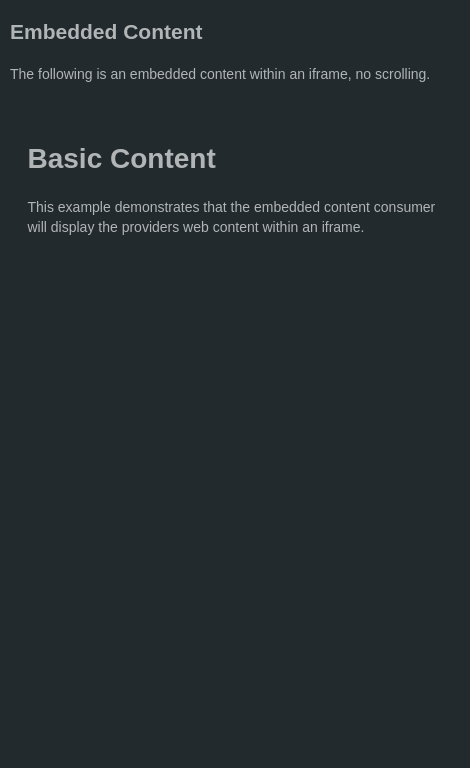 Embedded Content
The following is an embedded content within an iframe, no scrolling.
Basic Content
This example demonstrates that the embedded content consumer
will display the providers web content within an iframe.